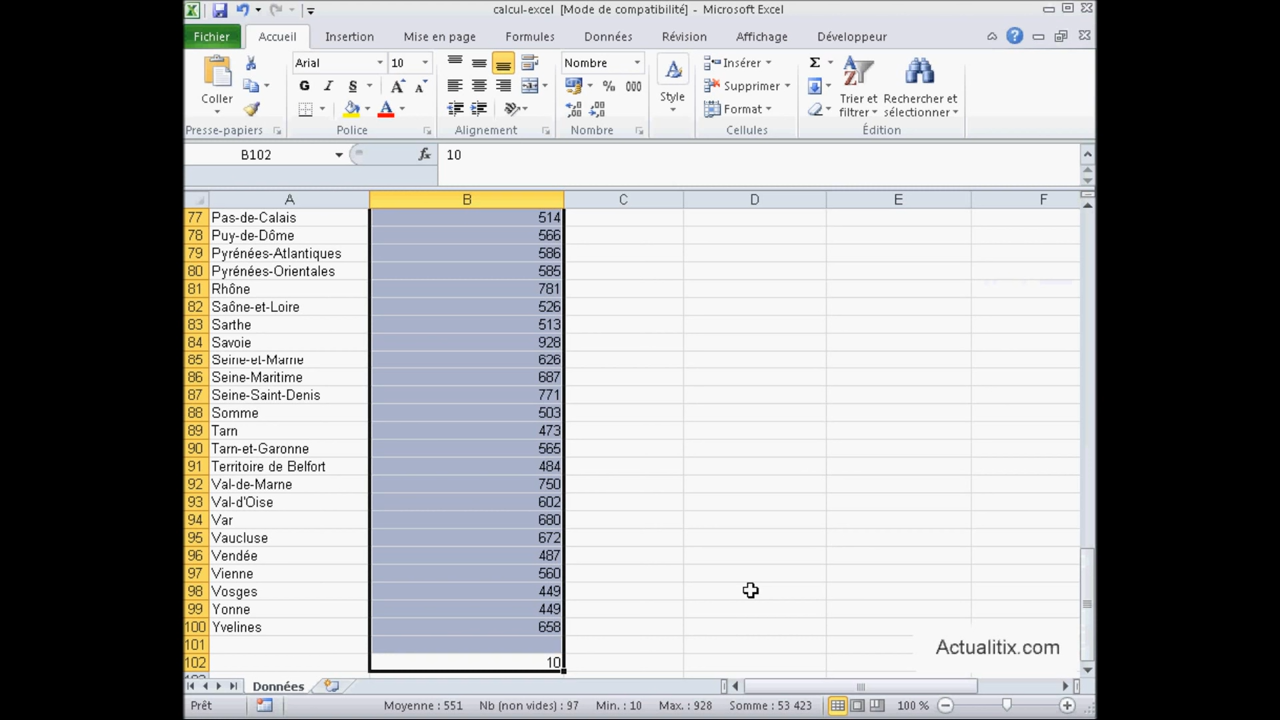 calcul-excel [Mode de compatibilité] - Microsoft Excel
Fichier Accueil Insertion Mise en page Formules Données Révision Affichage Développeur
Coller
Presse-papiers
Arial 10
G I S
Police
Alignement
Nombre
% 000
Nombre
Style
Insérer
Supprimer
Format
Cellules
Σ
Trier et filtrer
Rechercher et sélectionner
Édition
B102 fx 10
A B C D E F
77 Pas-de-Calais 514
78 Puy-de-Dôme 566
79 Pyrénées-Atlantiques 586
80 Pyrénées-Orientales 585
81 Rhône 781
82 Saône-et-Loire 526
83 Sarthe 513
84 Savoie 928
85 Seine-et-Marne 626
86 Seine-Maritime 687
87 Seine-Saint-Denis 771
88 Somme 503
89 Tarn 473
90 Tarn-et-Garonne 565
91 Territoire de Belfort 484
92 Val-de-Marne 750
93 Val-d'Oise 602
94 Var 680
95 Vaucluse 672
96 Vendée 487
97 Vienne 560
98 Vosges 449
99 Yonne 449
100 Yvelines 658
101
102 10
Actualitix.com
Données
Prêt Moyenne : 551 Nb (non vides) : 97 Min. : 10 Max. : 928 Somme : 53 423 100 %